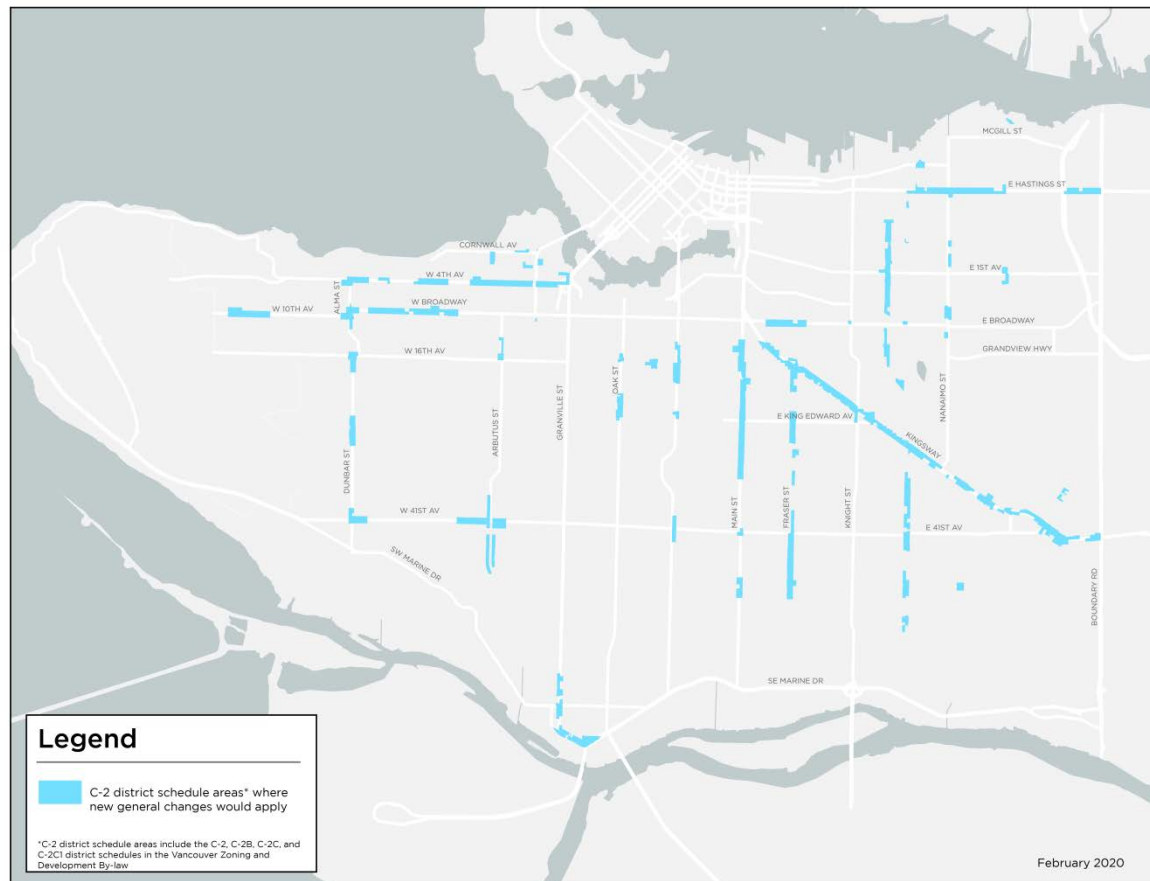 MCGILL ST
E HASTINGS ST
CORNWALL AV
W 4TH AV
E 1ST AV
ALMA ST
W 10TH AV
W BROADWAY
E BROADWAY
W 16TH AV
GRANDVIEW HWY
OAK ST
GRANVILLE ST
ARBUTUS ST
NANAIMO ST
E KING EDWARD AV
KINGSWAY
DUNBAR ST
MAIN ST
FRASER ST
KNIGHT ST
W 41ST AV
E 41ST AV
SW MARINE DR
BOUNDARY RD
SE MARINE DR
Legend
C-2 district schedule areas* where
new general changes would apply
*C-2 district schedule areas include the C-2, C-2B, C-2C, and
C-2C1 district schedules in the Vancouver Zoning and
Development By-law
February 2020